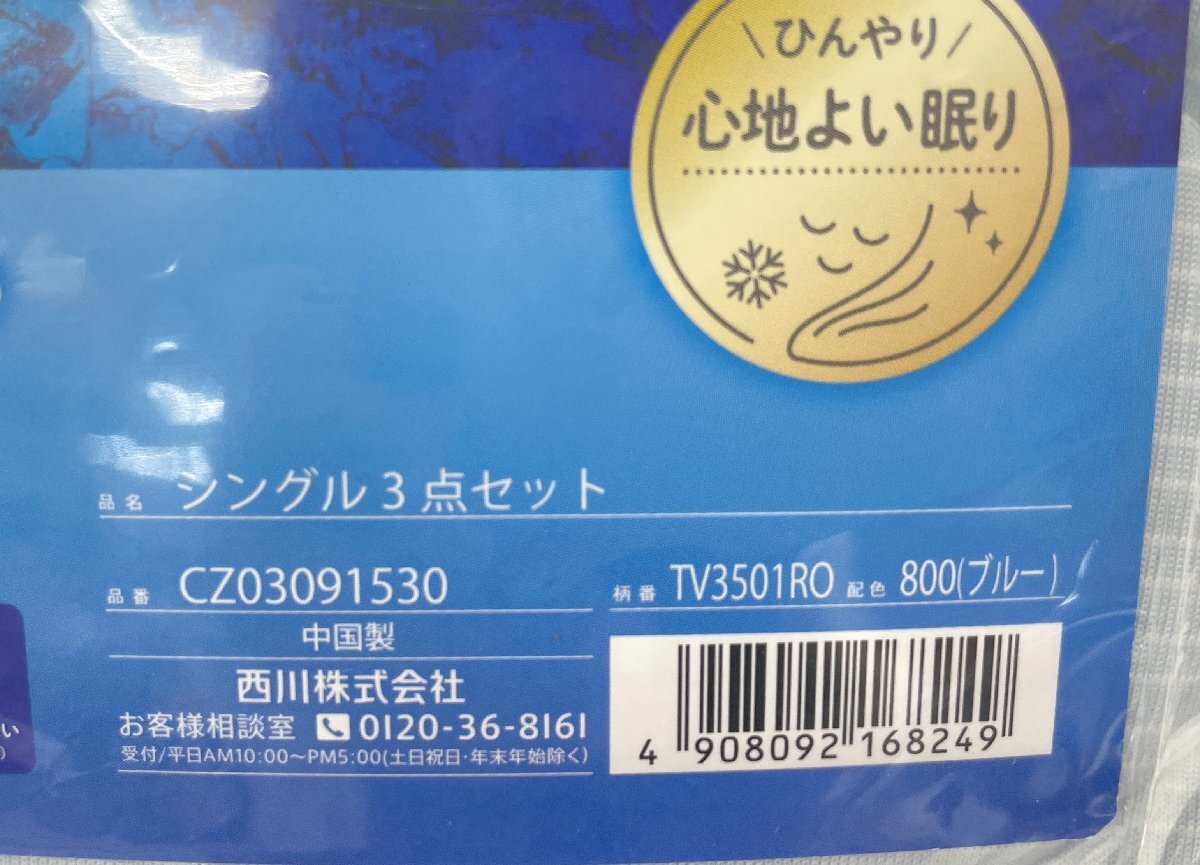 \ひんやり/
心地よい眠り
品名 シングル3点セット
品番 CZ03091530
柄番 TV3501RO 配色 800(ブルー)
中国製
西川株式会社
お客様相談室 0120-36-8161
受付/平日AM10:00〜PM5:00(土日祝日・年末年始除く)
4 908092 168249
い
)